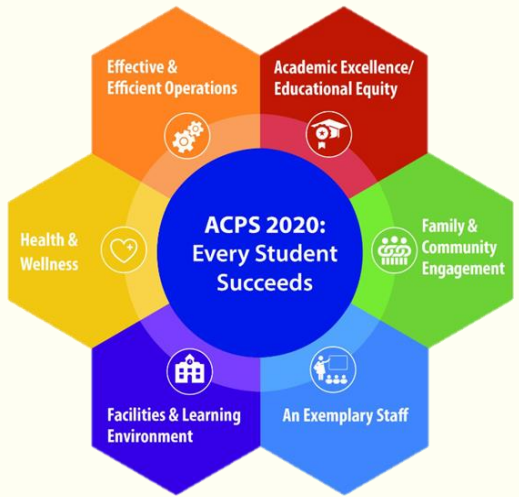 Effective &
Efficient Operations
Academic Excellence/
Educational Equity
Health &
Wellness
ACPS 2020:
Every Student
Succeeds
Family &
Community
Engagement
Facilities & Learning
Environment
An Exemplary Staff